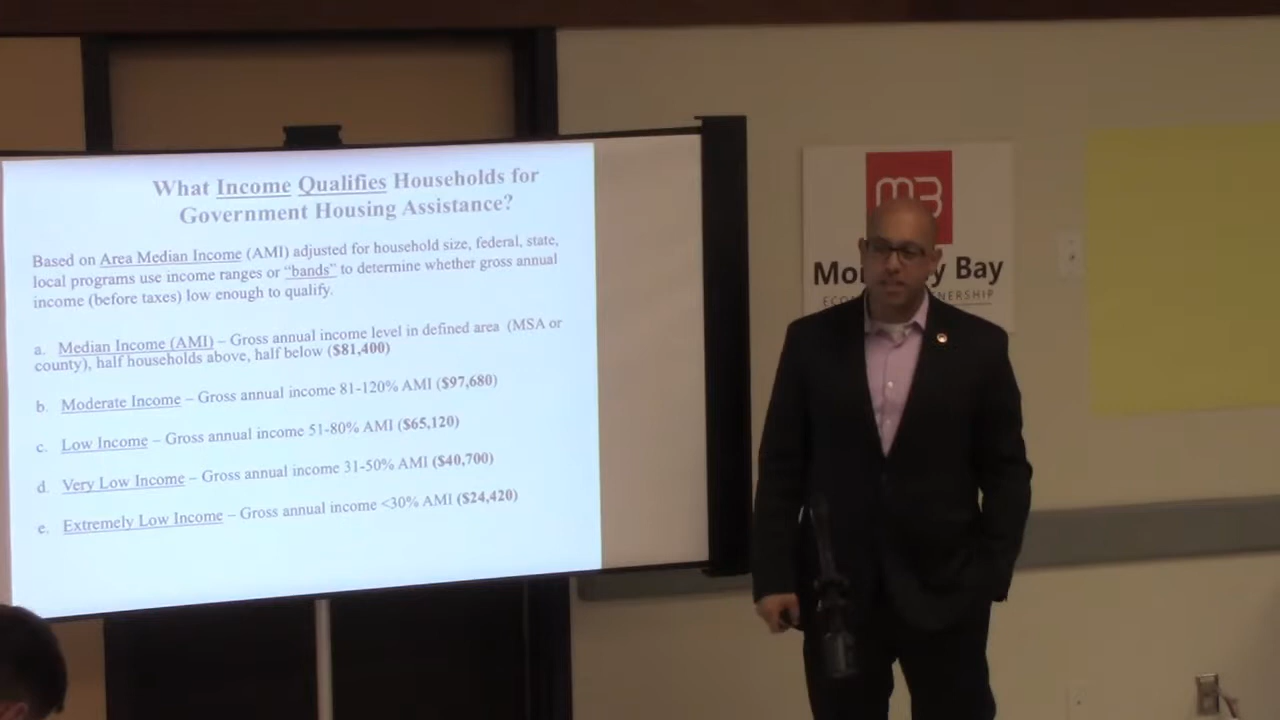 What Income Qualifies Households for
Government Housing Assistance?
Based on Area Median Income (AMI) adjusted for household size, federal, state,
local programs use income ranges or “bands” to determine whether gross annual
income (before taxes) low enough to qualify.
a. Median Income (AMI) – Gross annual income level in defined area (MSA or
county), half households above, half below ($81,400)
b. Moderate Income – Gross annual income 81-120% AMI ($97,680)
c. Low Income – Gross annual income 51-80% AMI ($65,120)
d. Very Low Income – Gross annual income 31-50% AMI ($40,700)
e. Extremely Low Income – Gross annual income <30% AMI ($24,420)
MB
Bay